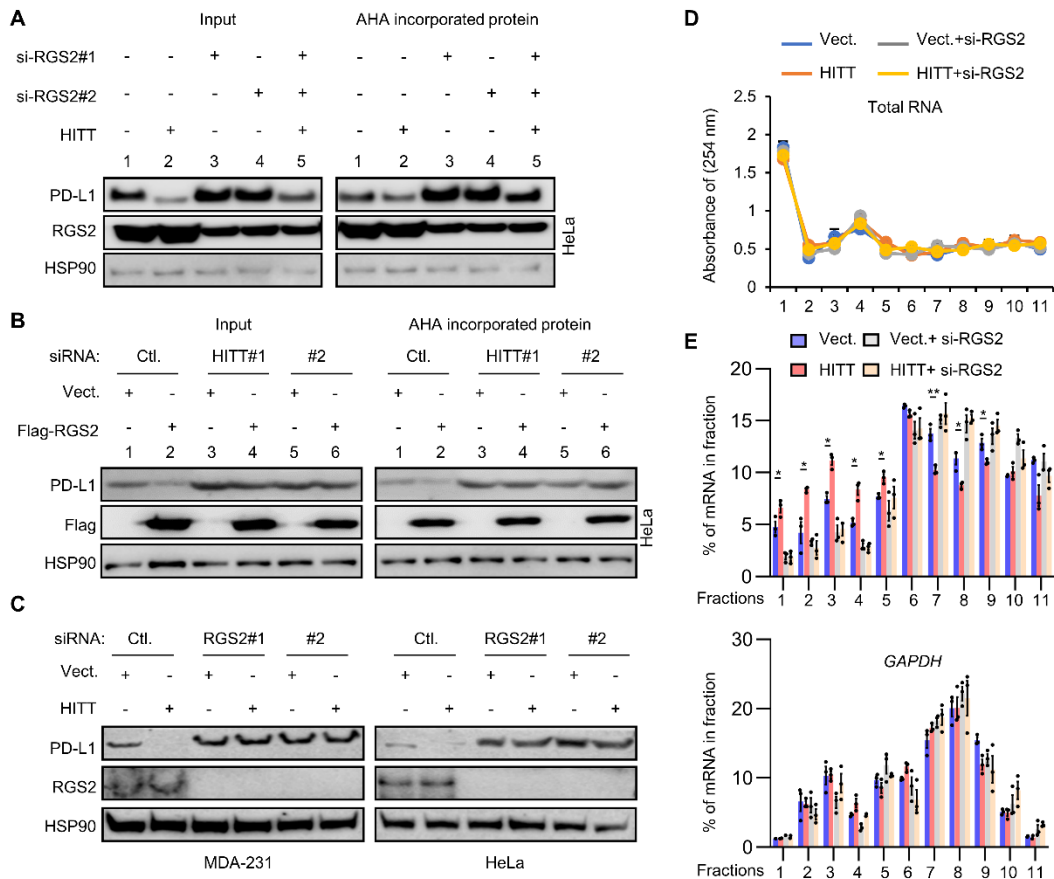 A
Input
AHA incorporated protein
si-RGS2#1 - - + - + - - + - +
si-RGS2#2 - - - + + - - - + +
HITT - + - - + - + - - +
1 2 3 4 5 1 2 3 4 5
PD-L1
RGS2
HSP90
HeLa
B
Input
AHA incorporated protein
siRNA: Ctl. HITT#1 #2 Ctl. HITT#1 #2
Vect. + - + - + - + - + - + -
Flag-RGS2 - + - + - + - + - + - +
1 2 3 4 5 6 1 2 3 4 5 6
PD-L1
Flag
HSP90
HeLa
C
siRNA: Ctl. RGS2#1 #2 Ctl. RGS2#1 #2
Vect. + - + - + - + - + - + -
HITT - + - + - + - + - + - +
PD-L1
RGS2
HSP90
MDA-231
HeLa
D
Vect.
Vect.+si-RGS2
HITT
HITT+si-RGS2
Total RNA
Absorbance of (254 nm)
2.5
2
1.5
1
0.5
0
1 2 3 4 5 6 7 8 9 10 11
E
Vect.
Vect.+ si-RGS2
HITT
HITT+ si-RGS2
% of mRNA in fraction
20
15
10
5
0
* * * * * ** * *
Fractions 1 2 3 4 5 6 7 8 9 10 11
GAPDH
% of mRNA in fraction
30
20
10
0
Fractions 1 2 3 4 5 6 7 8 9 10 11